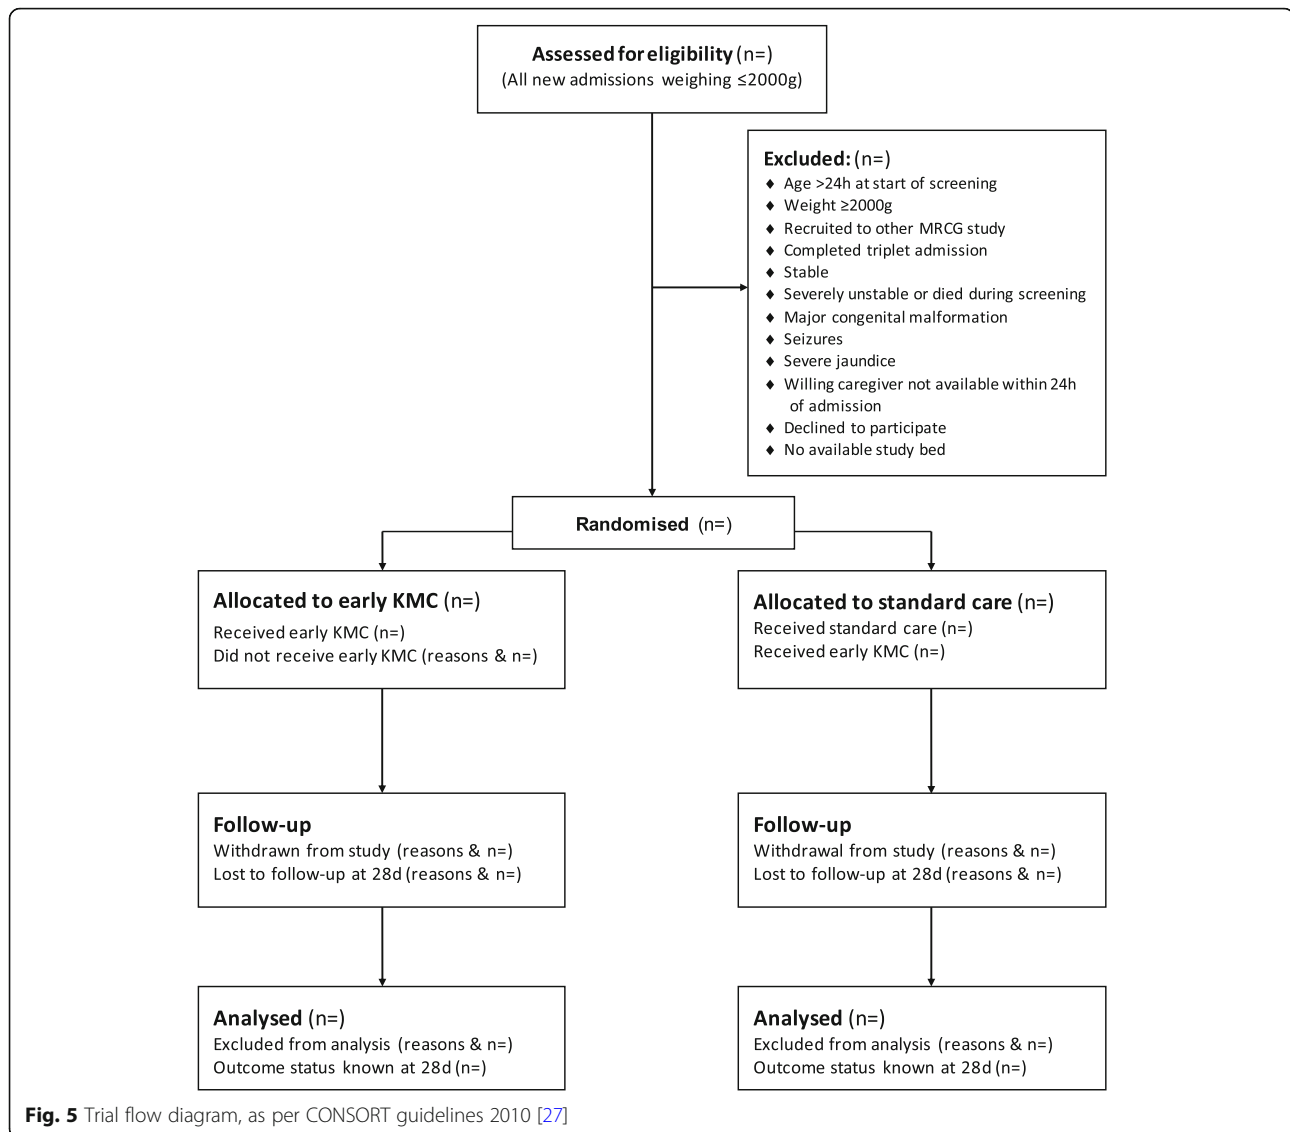 Assessed for eligibility (n=)
(All new admissions weighing ≤2000g)
Excluded: (n=)
♦ Age >24h at start of screening
♦ Weight ≥2000g
♦ Recruited to other MRCG study
♦ Completed triplet admission
♦ Stable
♦ Severely unstable or died during screening
♦ Major congenital malformation
♦ Seizures
♦ Severe jaundice
♦ Willing caregiver not available within 24h
of admission
♦ Declined to participate
♦ No available study bed
Randomised (n=)
Allocated to early KMC (n=)
Received early KMC (n=)
Did not receive early KMC (reasons & n=)
Allocated to standard care (n=)
Received standard care (n=)
Received early KMC (n=)
Follow-up
Withdrawn from study (reasons & n=)
Lost to follow-up at 28d (reasons & n=)
Follow-up
Withdrawal from study (reasons & n=)
Lost to follow-up at 28d (reasons & n=)
Analysed (n=)
Excluded from analysis (reasons & n=)
Outcome status known at 28d (n=)
Analysed (n=)
Excluded from analysis (reasons & n=)
Outcome status known at 28d (n=)
Fig. 5 Trial flow diagram, as per CONSORT guidelines 2010 [27]